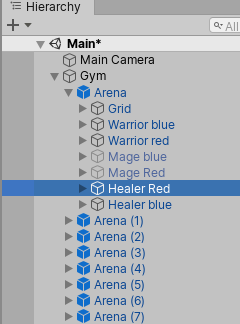 Hierarchy
All
Main*
Main Camera
Gym
Arena
Grid
Warrior blue
Warrior red
Mage blue
Mage Red
Healer Red
Healer blue
Arena (1)
Arena (2)
Arena (3)
Arena (4)
Arena (5)
Arena (6)
Arena (7)